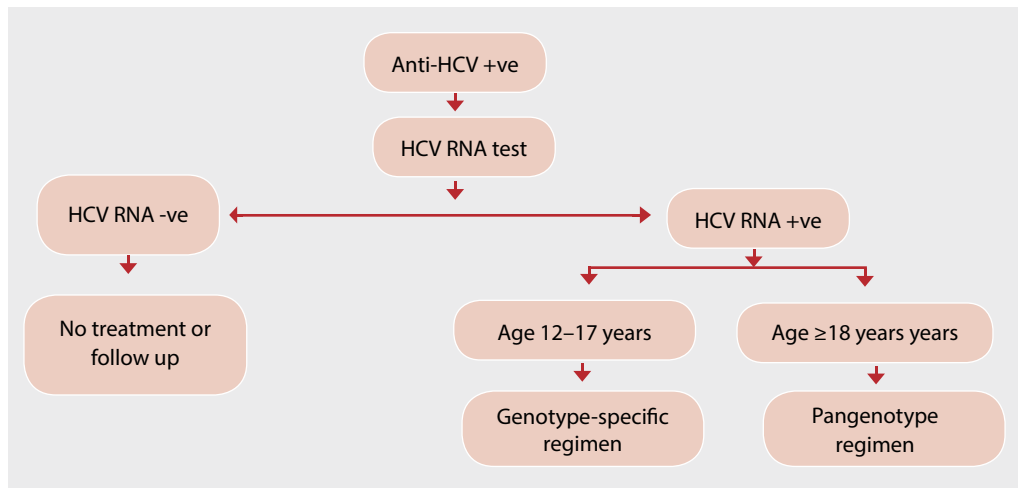 Anti-HCV +ve
HCV RNA test
HCV RNA -ve
HCV RNA +ve
No treatment or
follow up
Age 12–17 years
Age ≥18 years years
Genotype-specific
regimen
Pangenotype
regimen